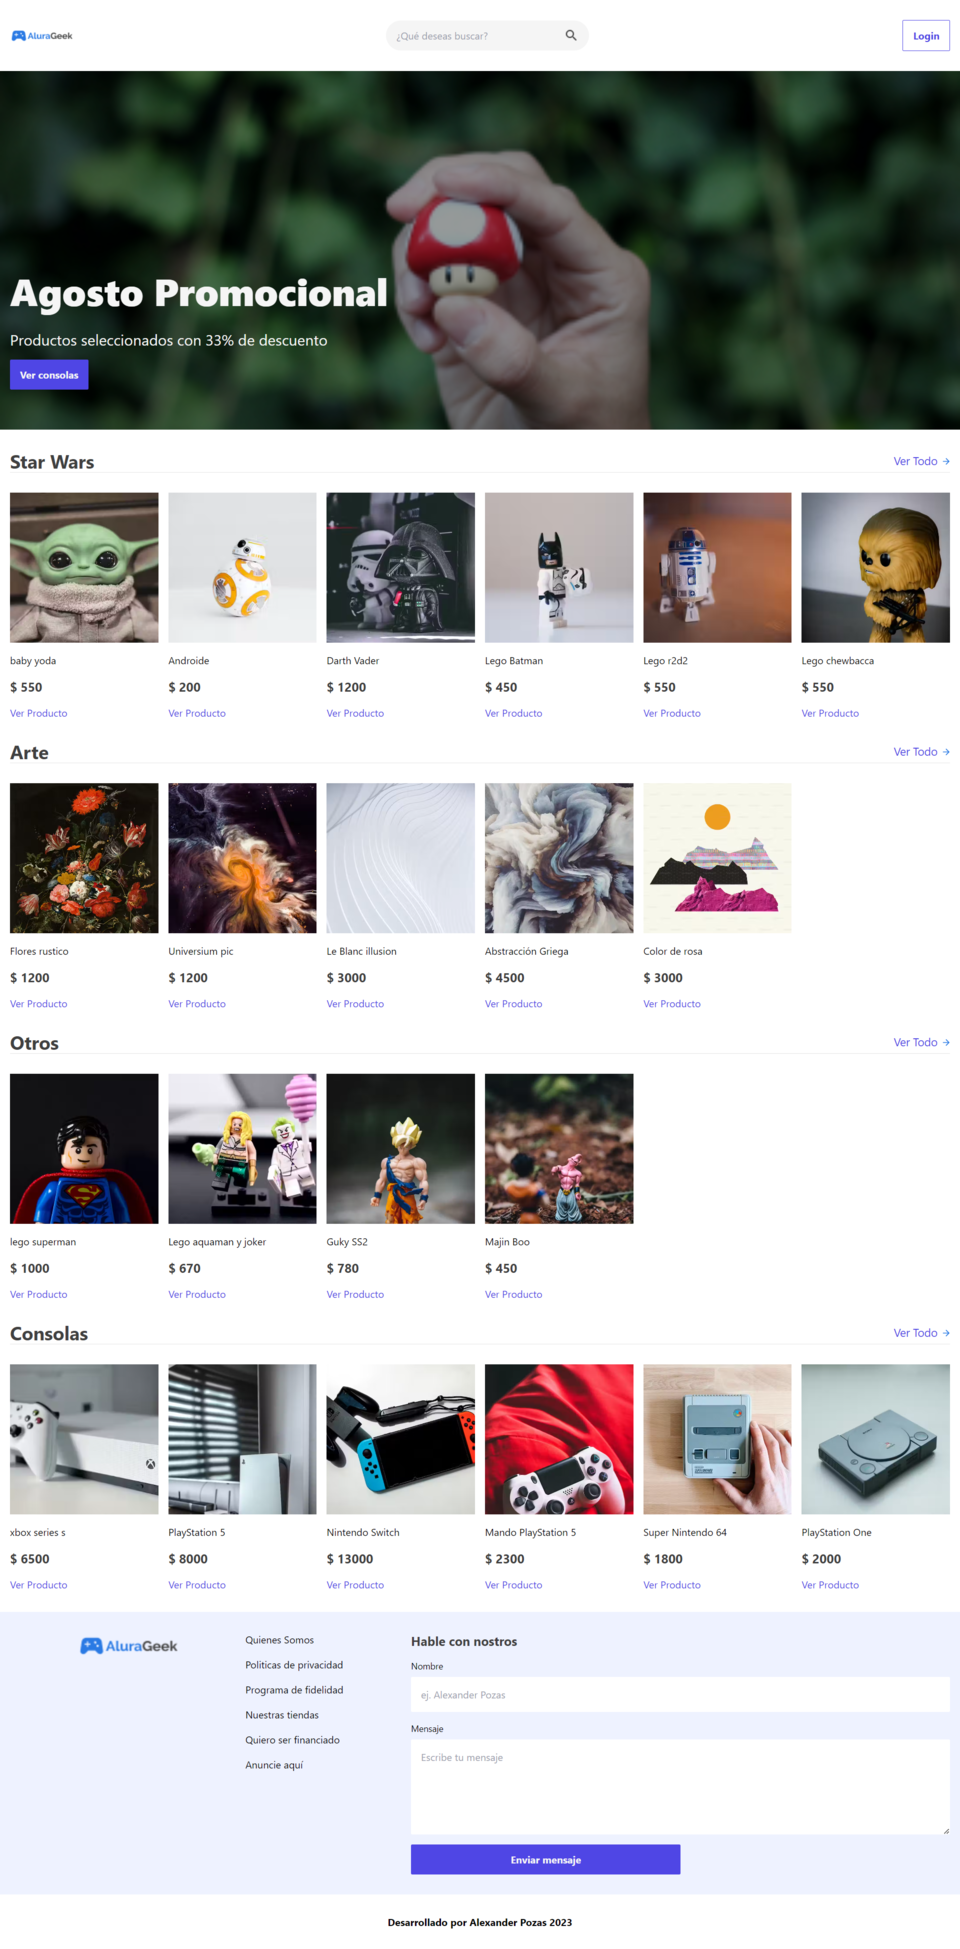 AluraGeek
¿Qué deseas buscar?
Login
Agosto Promocional
Productos seleccionados con 33% de descuento
Ver consolas
Star Wars
Ver Todo →
baby yoda
$ 550
Ver Producto
Androide
$ 200
Ver Producto
Darth Vader
$ 1200
Ver Producto
Lego Batman
$ 450
Ver Producto
Lego r2d2
$ 550
Ver Producto
Lego chewbacca
$ 550
Ver Producto
Arte
Ver Todo →
Flores rustico
$ 1200
Ver Producto
Universium pic
$ 1200
Ver Producto
Le Blanc illusion
$ 3000
Ver Producto
Abstracción Griega
$ 4500
Ver Producto
Color de rosa
$ 3000
Ver Producto
Otros
Ver Todo →
lego superman
$ 1000
Ver Producto
Lego aquaman y joker
$ 670
Ver Producto
Guky SS2
$ 780
Ver Producto
Majin Boo
$ 450
Ver Producto
Consolas
Ver Todo →
xbox series s
$ 6500
Ver Producto
PlayStation 5
$ 8000
Ver Producto
Nintendo Switch
$ 13000
Ver Producto
Mando PlayStation 5
$ 2300
Ver Producto
Super Nintendo 64
$ 1800
Ver Producto
PlayStation One
$ 2000
Ver Producto
AluraGeek
Quienes Somos
Politicas de privacidad
Programa de fidelidad
Nuestras tiendas
Quiero ser financiado
Anuncie aquí
Hable con nostros
Nombre
ej. Alexander Pozas
Mensaje
Escribe tu mensaje
Enviar mensaje
Desarrollado por Alexander Pozas 2023